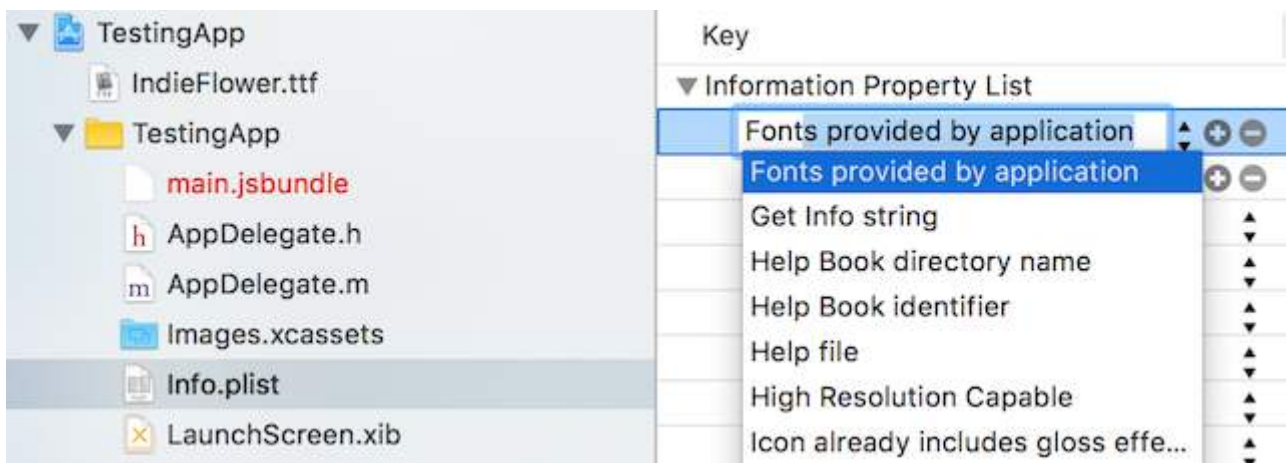 TestingApp
IndieFlower.ttf
TestingApp
main.jsbundle
h AppDelegate.h
m AppDelegate.m
Images.xcassets
Info.plist
LaunchScreen.xib
Key
Information Property List
Fonts provided by application
Fonts provided by application
Get Info string
Help Book directory name
Help Book identifier
Help file
High Resolution Capable
Icon already includes gloss effe...